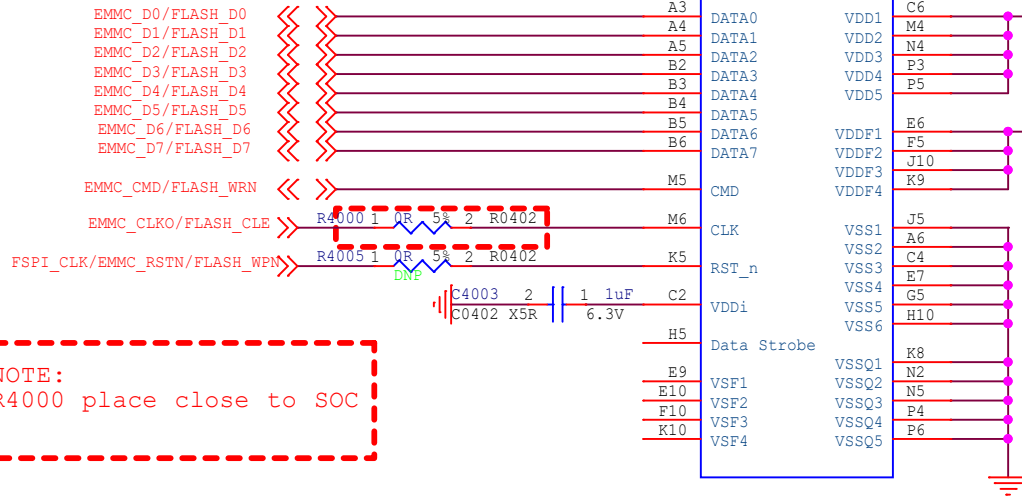 EMMC_D0/FLASH_D0 A3 DATA0 VDD1 C6
EMMC_D1/FLASH_D1 A4 DATA1 VDD2 M4
EMMC_D2/FLASH_D2 A5 DATA2 VDD3 N4
EMMC_D3/FLASH_D3 B2 DATA3 VDD4 P3
EMMC_D4/FLASH_D4 B3 DATA4 VDD5 P5
EMMC_D5/FLASH_D5 B4 DATA5
EMMC_D6/FLASH_D6 B5 DATA6 VDDF1 E6
EMMC_D7/FLASH_D7 B6 DATA7 VDDF2 F5
VDDF3 J10
EMMC_CMD/FLASH_WRN M5 CMD VDDF4 K9
EMMC_CLKO/FLASH_CLE R4000 1 0R 5% 2 R0402 M6 CLK VSS1 J5
VSS2 A6
FSPI_CLK/EMMC_RSTN/FLASH_WPN R4005 1 0R 5% 2 R0402 K5 RST_n VSS3 C4
DNP VSS4 E7
C4003 2 1 1uF C2 VDDi VSS5 G5
C0402 X5R 6.3V VSS6 H10
H5 Data Strobe
VSSQ1 K8
NOTE: E9 VSF1 VSSQ2 N2
R4000 place close to SOC E10 VSF2 VSSQ3 N5
F10 VSF3 VSSQ4 P4
K10 VSF4 VSSQ5 P6